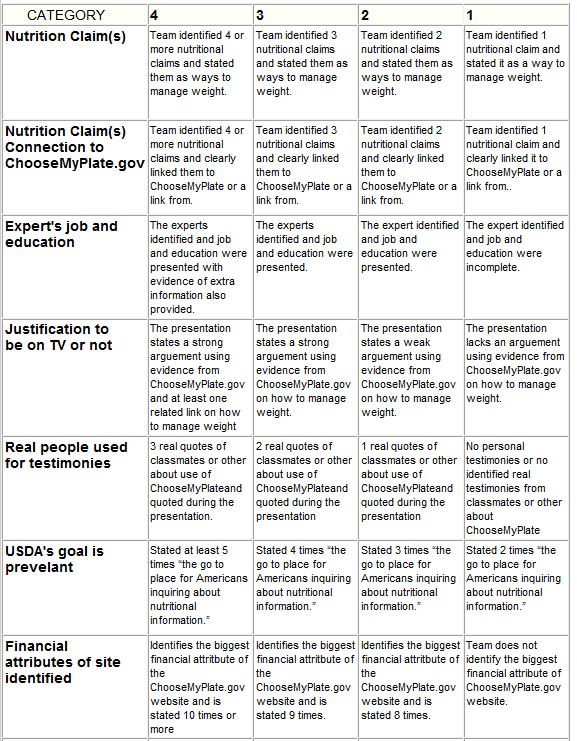 CATEGORY 4 3 2 1
Nutrition Claim(s)
Team identified 4 or
more nutritional
claims and stated
them as ways to
manage weight.
Team identified 3
nutritional claims
and stated them as
ways to manage
weight.
Team identified 2
nutritional claims
and stated them as
ways to manage
weight.
Team identified 1
nutritional claim and
stated it as a way to
manage weight.
Nutrition Claim(s)
Connection to
ChooseMyPlate.gov
Team identified 4 or
more nutritional
claims and clearly
linked them to
ChooseMyPlate or a
link from.
Team identified 3
nutritional claims
and clearly linked
them to
ChooseMyPlate or a
link from.
Team identified 2
nutritional claims
and clearly linked
them to
ChooseMyPlate or a
link from.
Team identified 1
nutritional claim and
clearly linked it to
ChooseMyPlate or a
link from..
Expert's job and
education
The experts
identified and job
and education were
presented with
evidence of extra
information also
provided.
The experts
identified and job
and education were
presented.
The expert identified
and job and
education were
presented.
The expert identified
and job and
education were
incomplete.
Justification to
be on TV or not
The presentation
states a strong
arguement using
evidence from
ChooseMyPlate.gov
and at least one
related link on how
to manage weight
The presentation
states a strong
arguement using
evidence from
ChooseMyPlate.gov
on how to manage
weight.
The presentation
states a weak
arguement using
evidence from
ChooseMyPlate.gov
on how to manage
weight.
The presentation
lacks an arguement
using evidence from
ChooseMyPlate.gov
on how to manage
weight.
Real people used
for testimonies
3 real quotes of
classmates or other
about use of
ChooseMyPlateand
quoted during the
presentation.
2 real quotes of
classmates or other
about use of
ChooseMyPlateand
quoted during the
presentation
1 real quotes of
classmates or other
about use of
ChooseMyPlateand
quoted during the
presentation
No personal
testimonies or no
identified real
testimonies from
classmates or other
about
ChooseMyPlate
USDA's goal is
prevelant
Stated at least 5
times “the go to
place for Americans
inquiring about
nutritional
information.”
Stated 4 times “the
go to place for
Americans inquiring
about nutritional
information.”
Stated 3 times “the
go to place for
Americans inquiring
about nutritional
information.”
Stated 2 times “the
go to place for
Americans inquiring
about nutritional
information.”
Financial
attributes of site
identified
Identifies the biggest
financial attritbute of
the
ChooseMyPlate.gov
website and is
stated 10 times or
more
Identifies the biggest
financial attritbute of
the
ChooseMyPlate.gov
website and is
stated 9 times.
Identifies the biggest
financial attritbute of
the
ChooseMyPlate.gov
website and is
stated 8 times.
Team does not
identify the biggest
financial attribute of
ChooseMyPlate.gov
website.